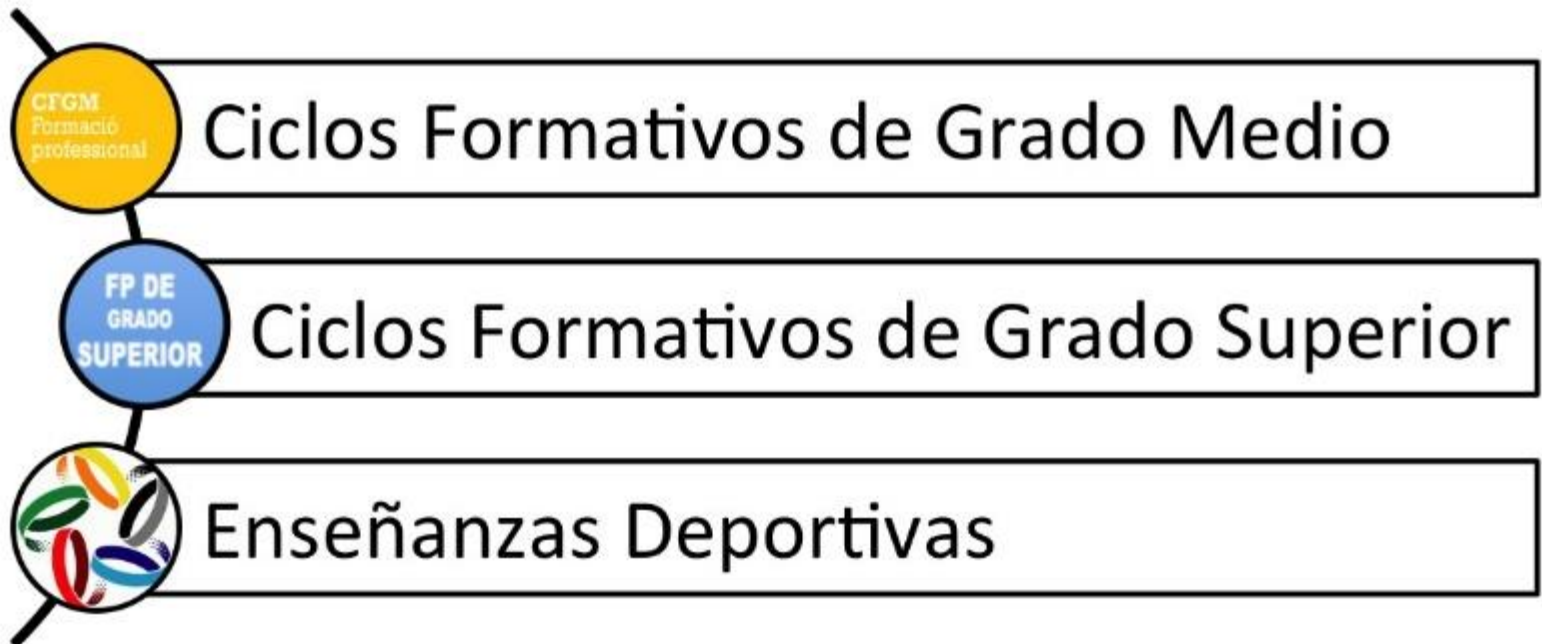 CFGM
Formació
professional
Ciclos Formativos de Grado Medio
FP DE
GRADO
SUPERIOR
Ciclos Formativos de Grado Superior
Enseñanzas Deportivas